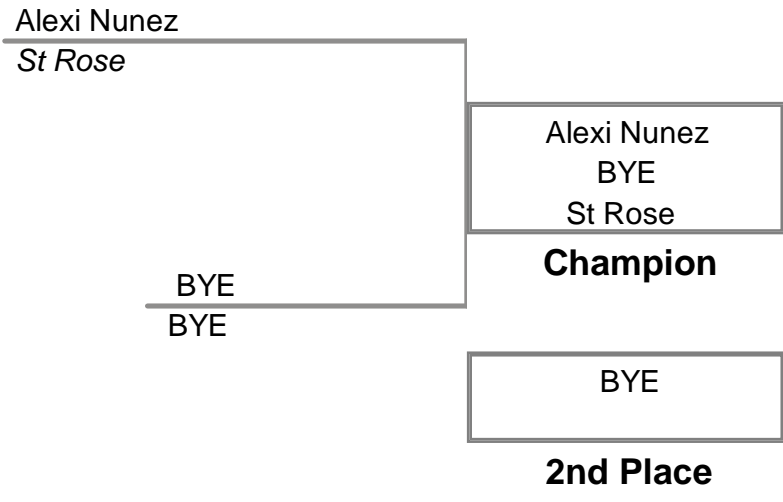 Alexi Nunez
St Rose
Alexi Nunez
BYE
St Rose
Champion
BYE
BYE
BYE
2nd Place